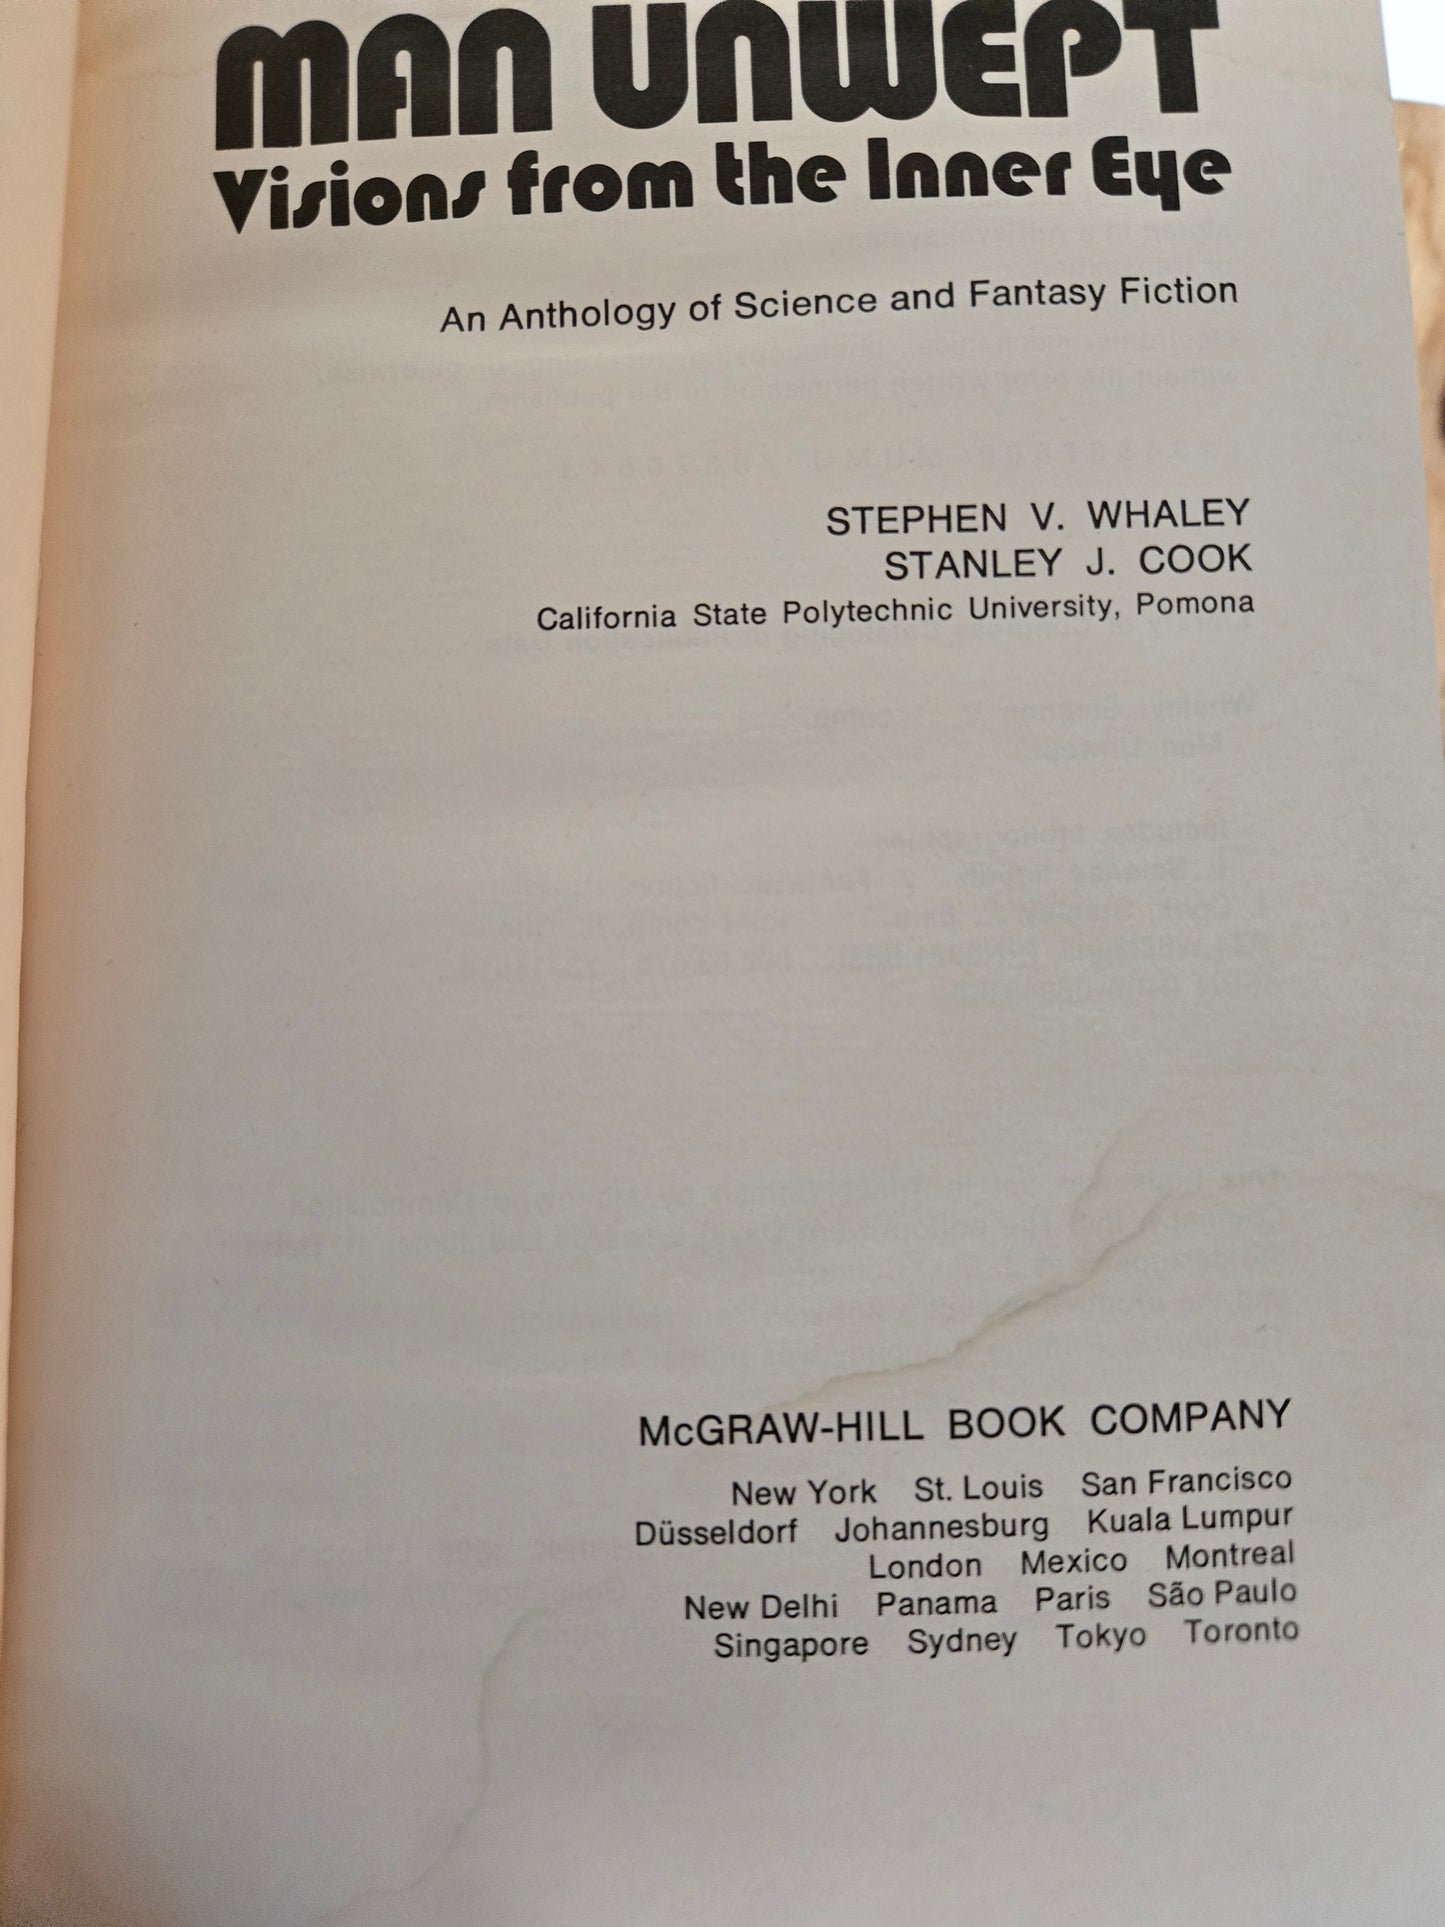 MAN UNWEPT
Visions from the Inner Eye
An Anthology of Science and Fantasy Fiction
STEPHEN V. WHALEY
STANLEY J. COOK
California State Polytechnic University, Pomona
McGRAW-HILL BOOK COMPANY
New York St. Louis San Francisco
Düsseldorf Johannesburg Kuala Lumpur
London Mexico Montreal
New Delhi Panama Paris São Paulo
Singapore Sydney Tokyo Toronto